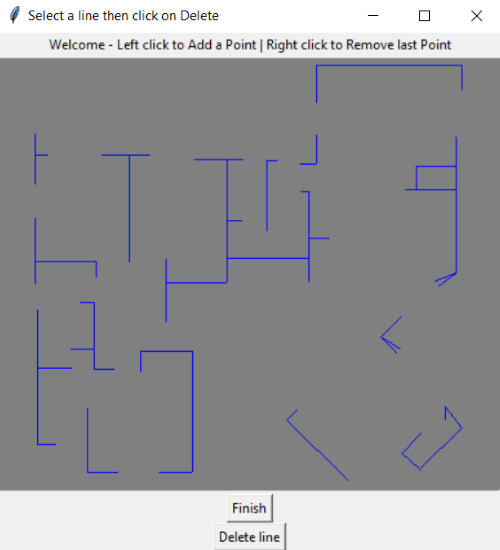 Select a line then click on Delete
Welcome - Left click to Add a Point | Right click to Remove last Point
Finish
Delete line